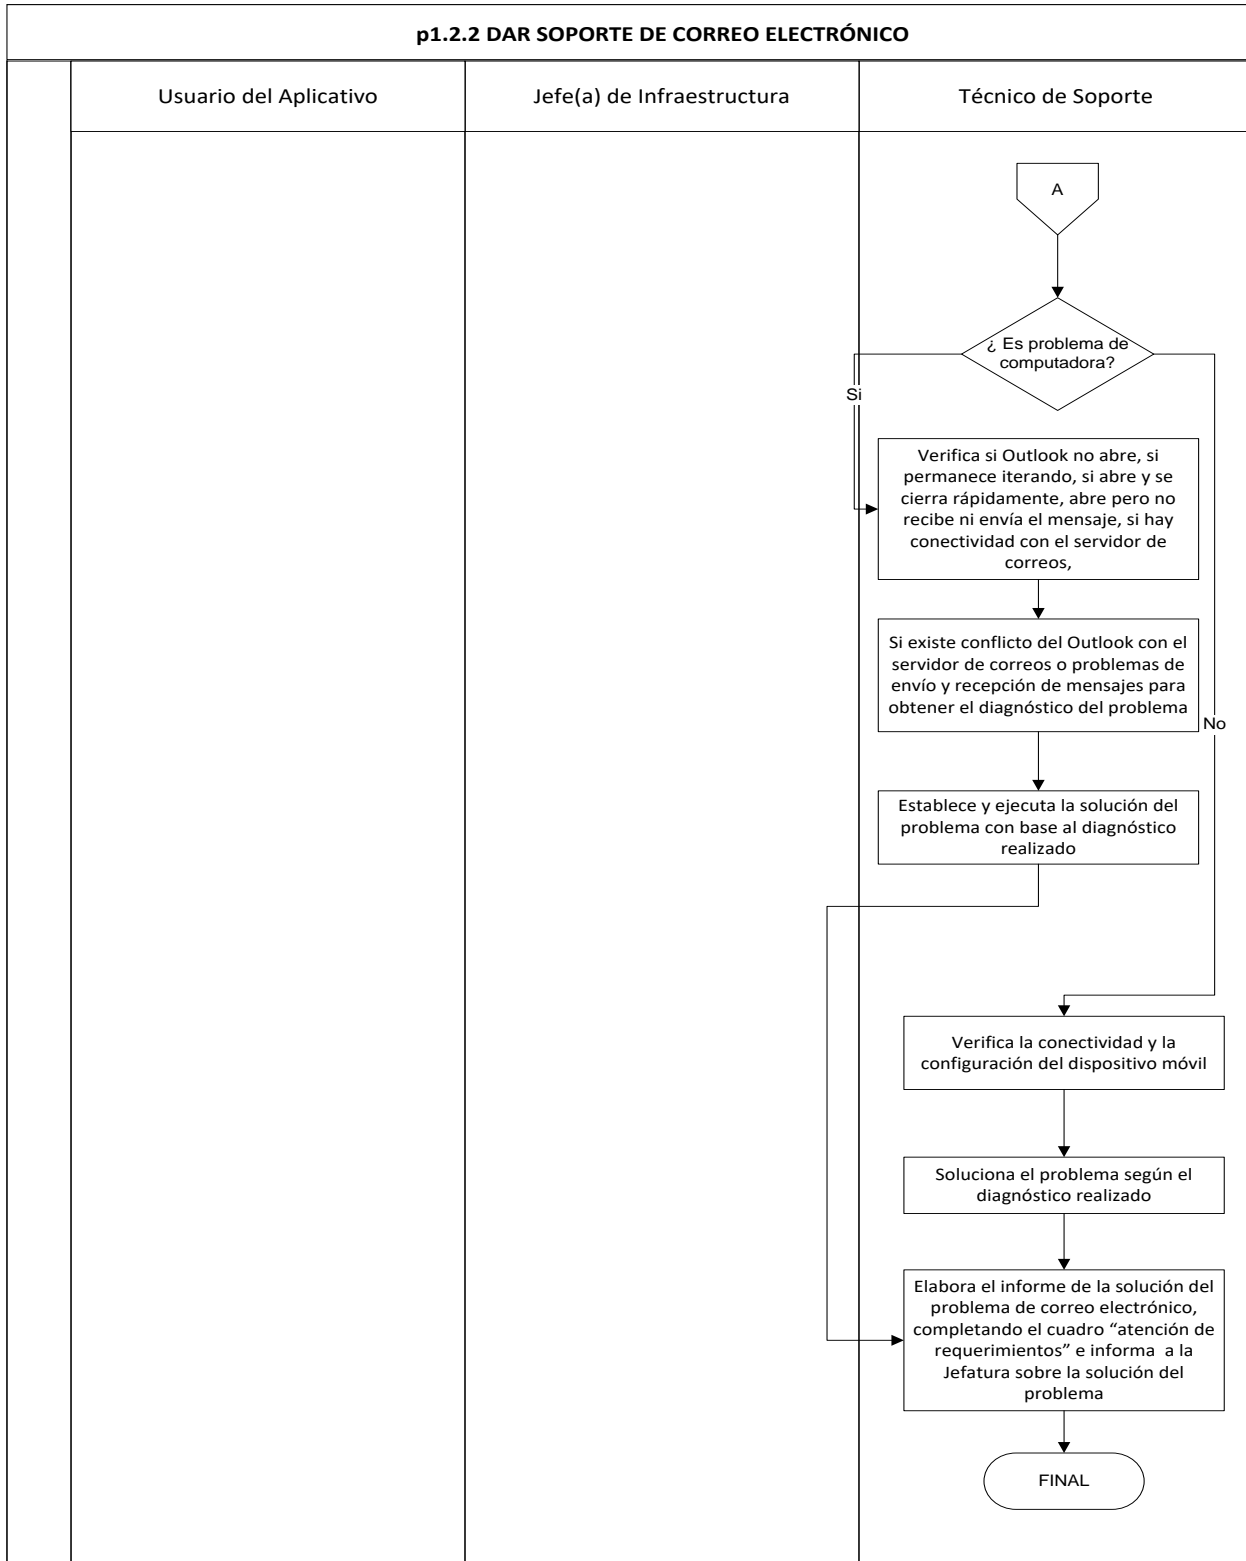 p1.2.2 DAR SOPORTE DE CORREO ELECTRÓNICO
Usuario del Aplicativo
Jefe(a) de Infraestructura
Técnico de Soporte
A
¿ Es problema de
computadora?
Si
Verifica si Outlook no abre, si
permanece iterando, si abre y se
cierra rápidamente, abre pero no
recibe ni envía el mensaje, si hay
conectividad con el servidor de
correos,
Si existe conflicto del Outlook con el
servidor de correos o problemas de
envío y recepción de mensajes para
obtener el diagnóstico del problema
No
Establece y ejecuta la solución del
problema con base al diagnóstico
realizado
Verifica la conectividad y la
configuración del dispositivo móvil
Soluciona el problema según el
diagnóstico realizado
Elabora el informe de la solución del
problema de correo electrónico,
completando el cuadro “atención de
requerimientos” e informa a la
Jefatura sobre la solución del
problema
FINAL